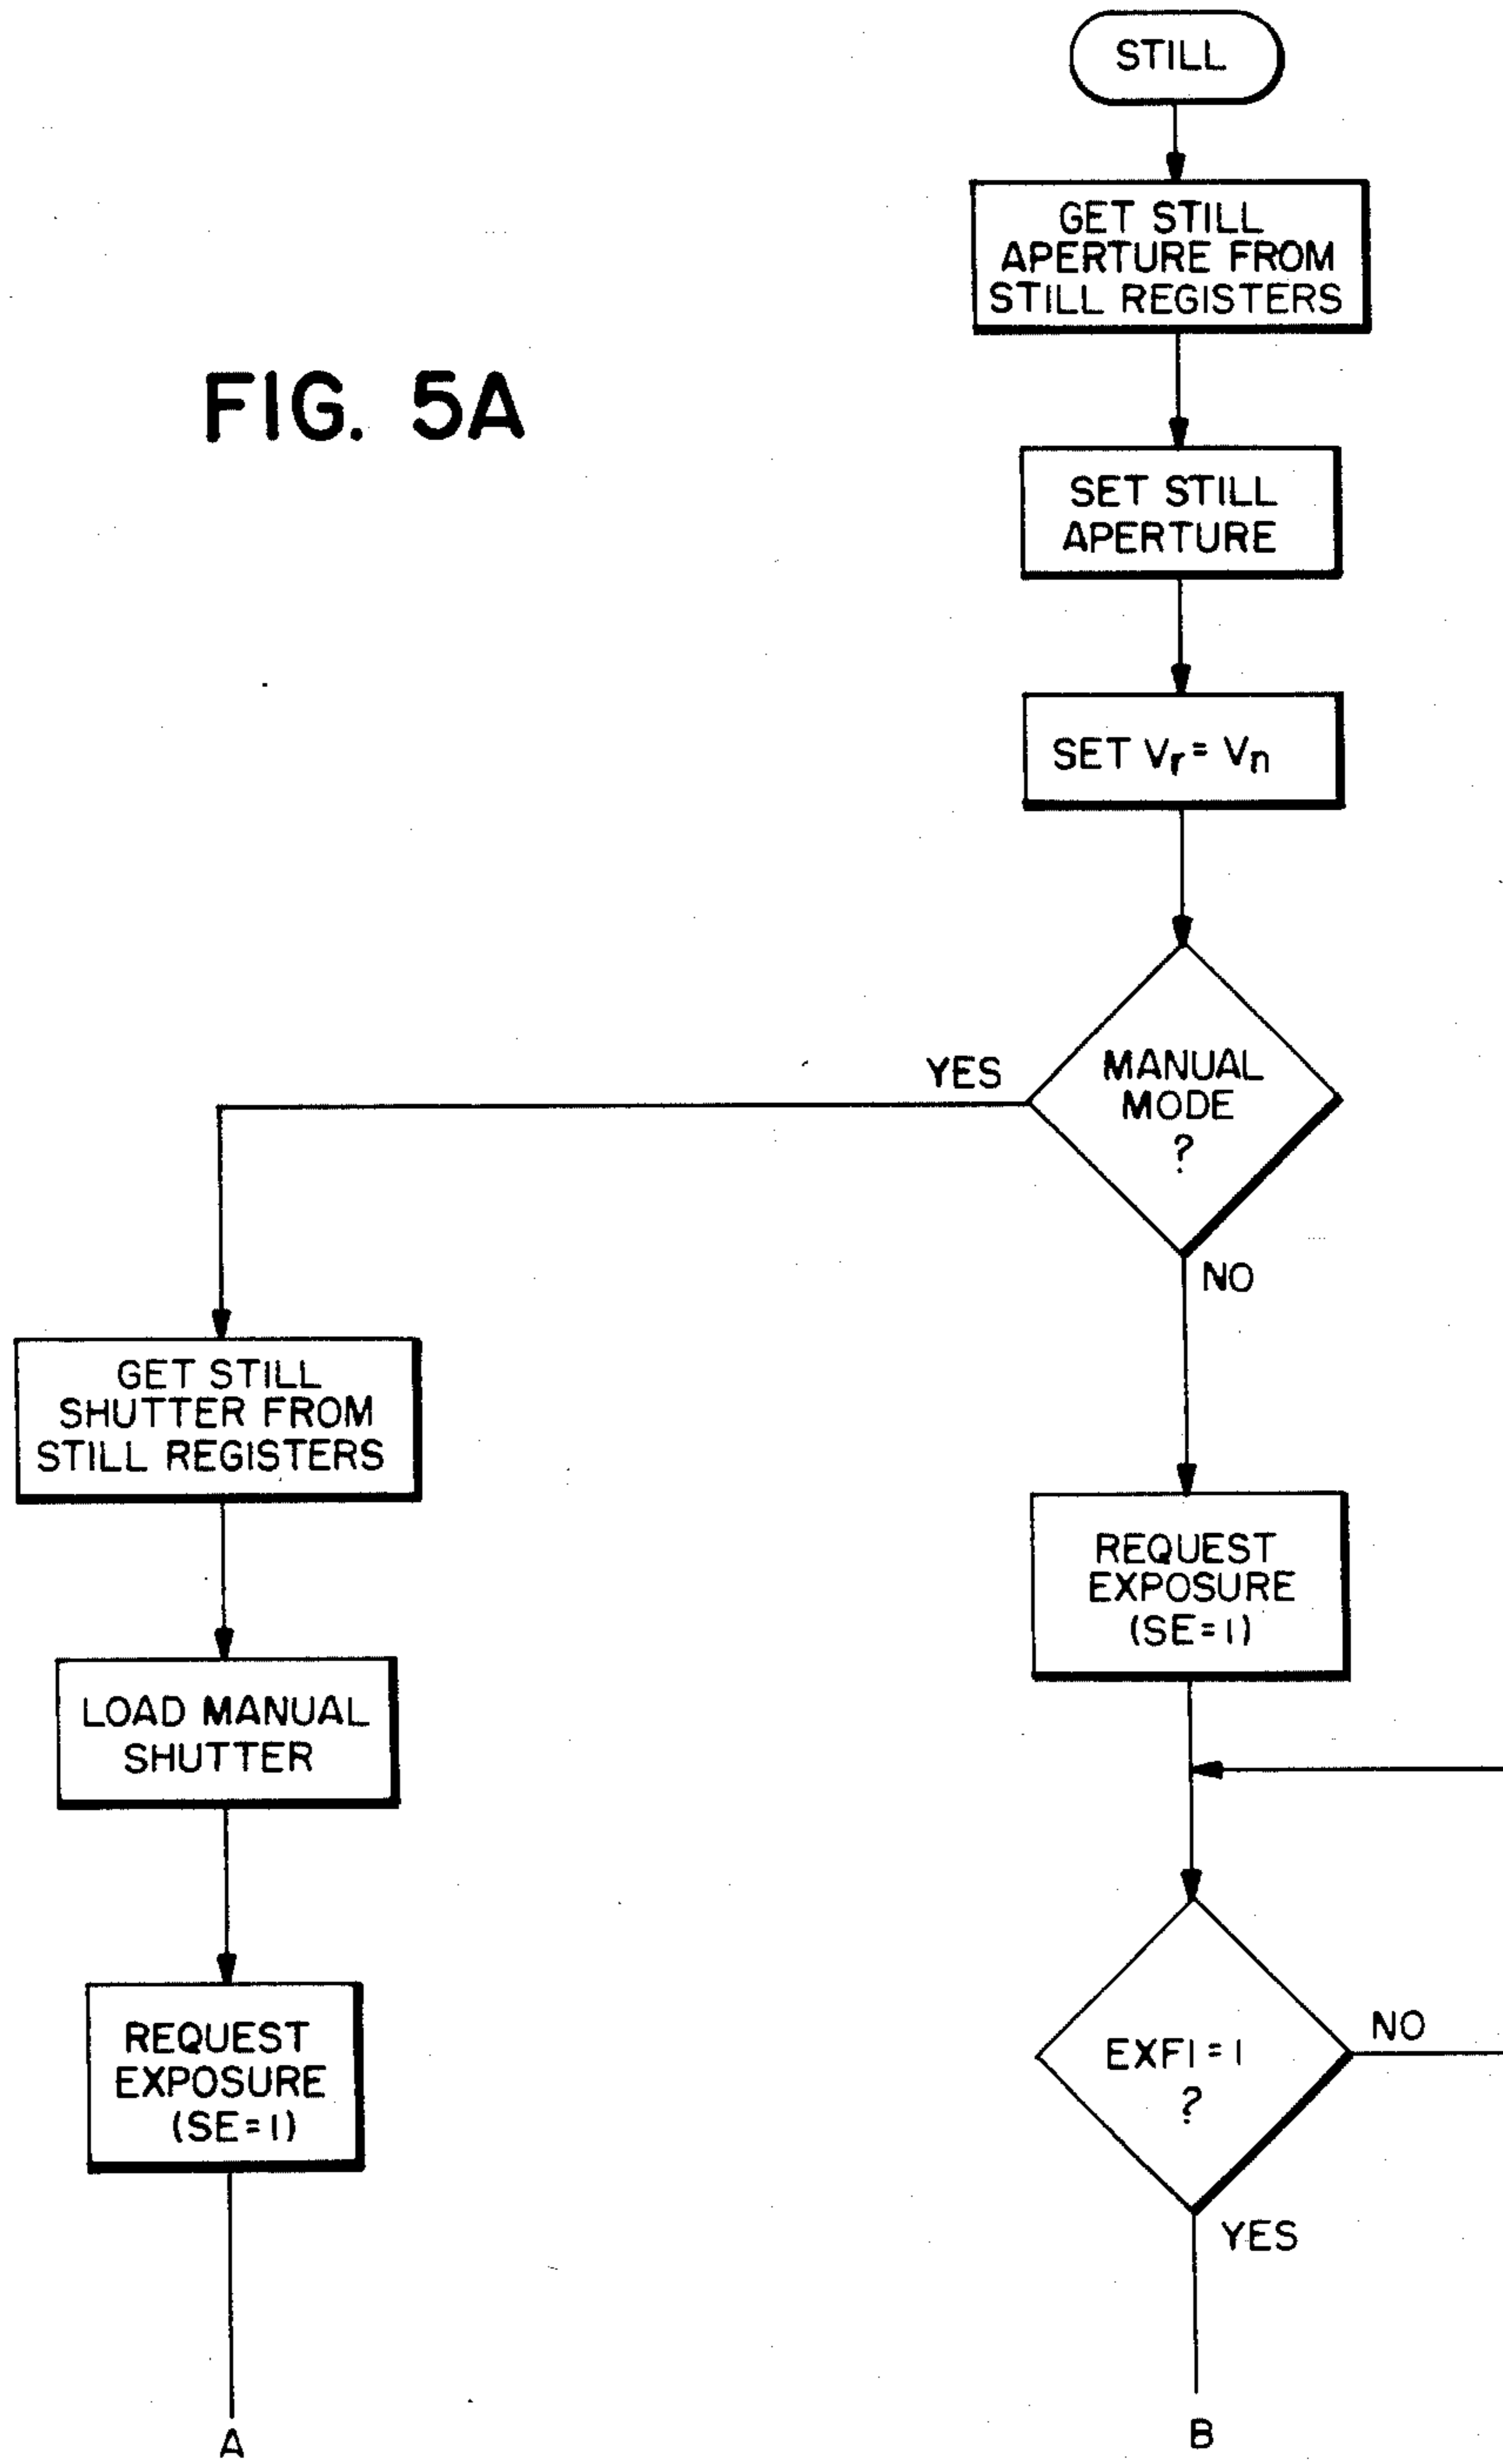 STILL
GET STILL
APERTURE FROM
STILL REGISTERS
FIG. 5A
SET STILL
APERTURE
SET Vr = Vn
YES
MANUAL
MODE
?
NO
GET STILL
SHUTTER FROM
STILL REGISTERS
REQUEST
EXPOSURE
(SE=1)
LOAD MANUAL
SHUTTER
REQUEST
EXPOSURE
(SE=1)
EXF1=1
?
NO
YES
A
B